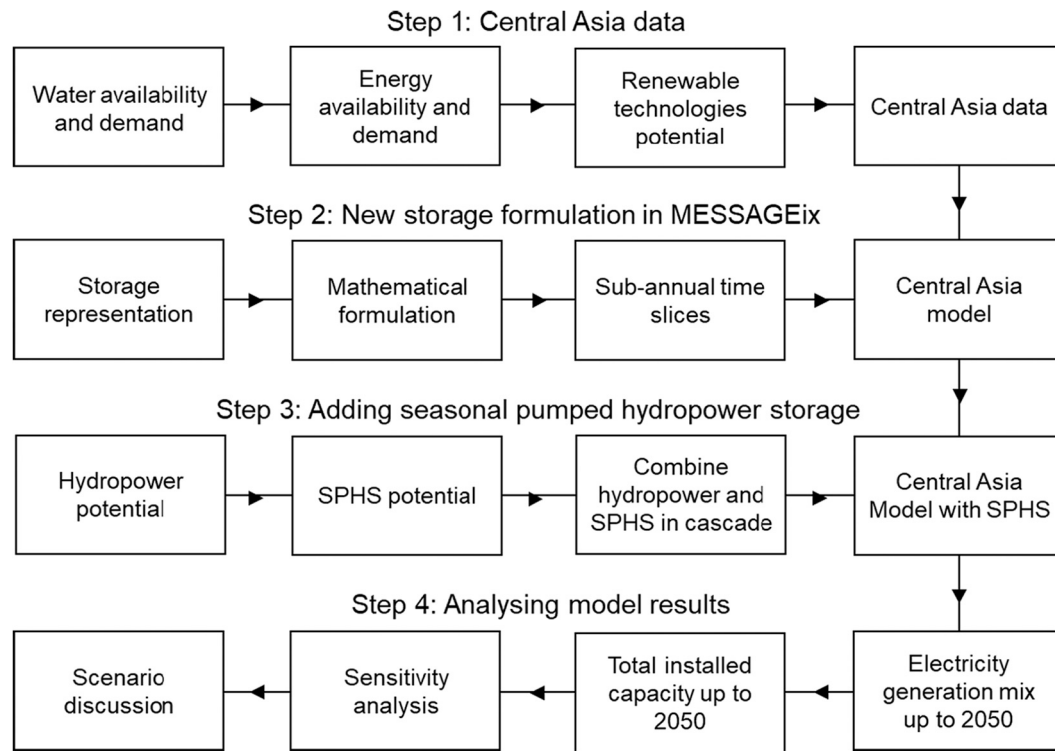 Step 1: Central Asia data
Water availability
and demand
Energy
availability and
demand
Renewable
technologies
potential
Central Asia data
Step 2: New storage formulation in MESSAGEix
Storage
representation
Mathematical
formulation
Sub-annual time
slices
Central Asia
model
Step 3: Adding seasonal pumped hydropower storage
Hydropower
potential
SPHS potential
Combine
hydropower and
SPHS in cascade
Central Asia
Model with SPHS
Step 4: Analysing model results
Scenario
discussion
Sensitivity
analysis
Total installed
capacity up to
2050
Electricity
generation mix
up to 2050